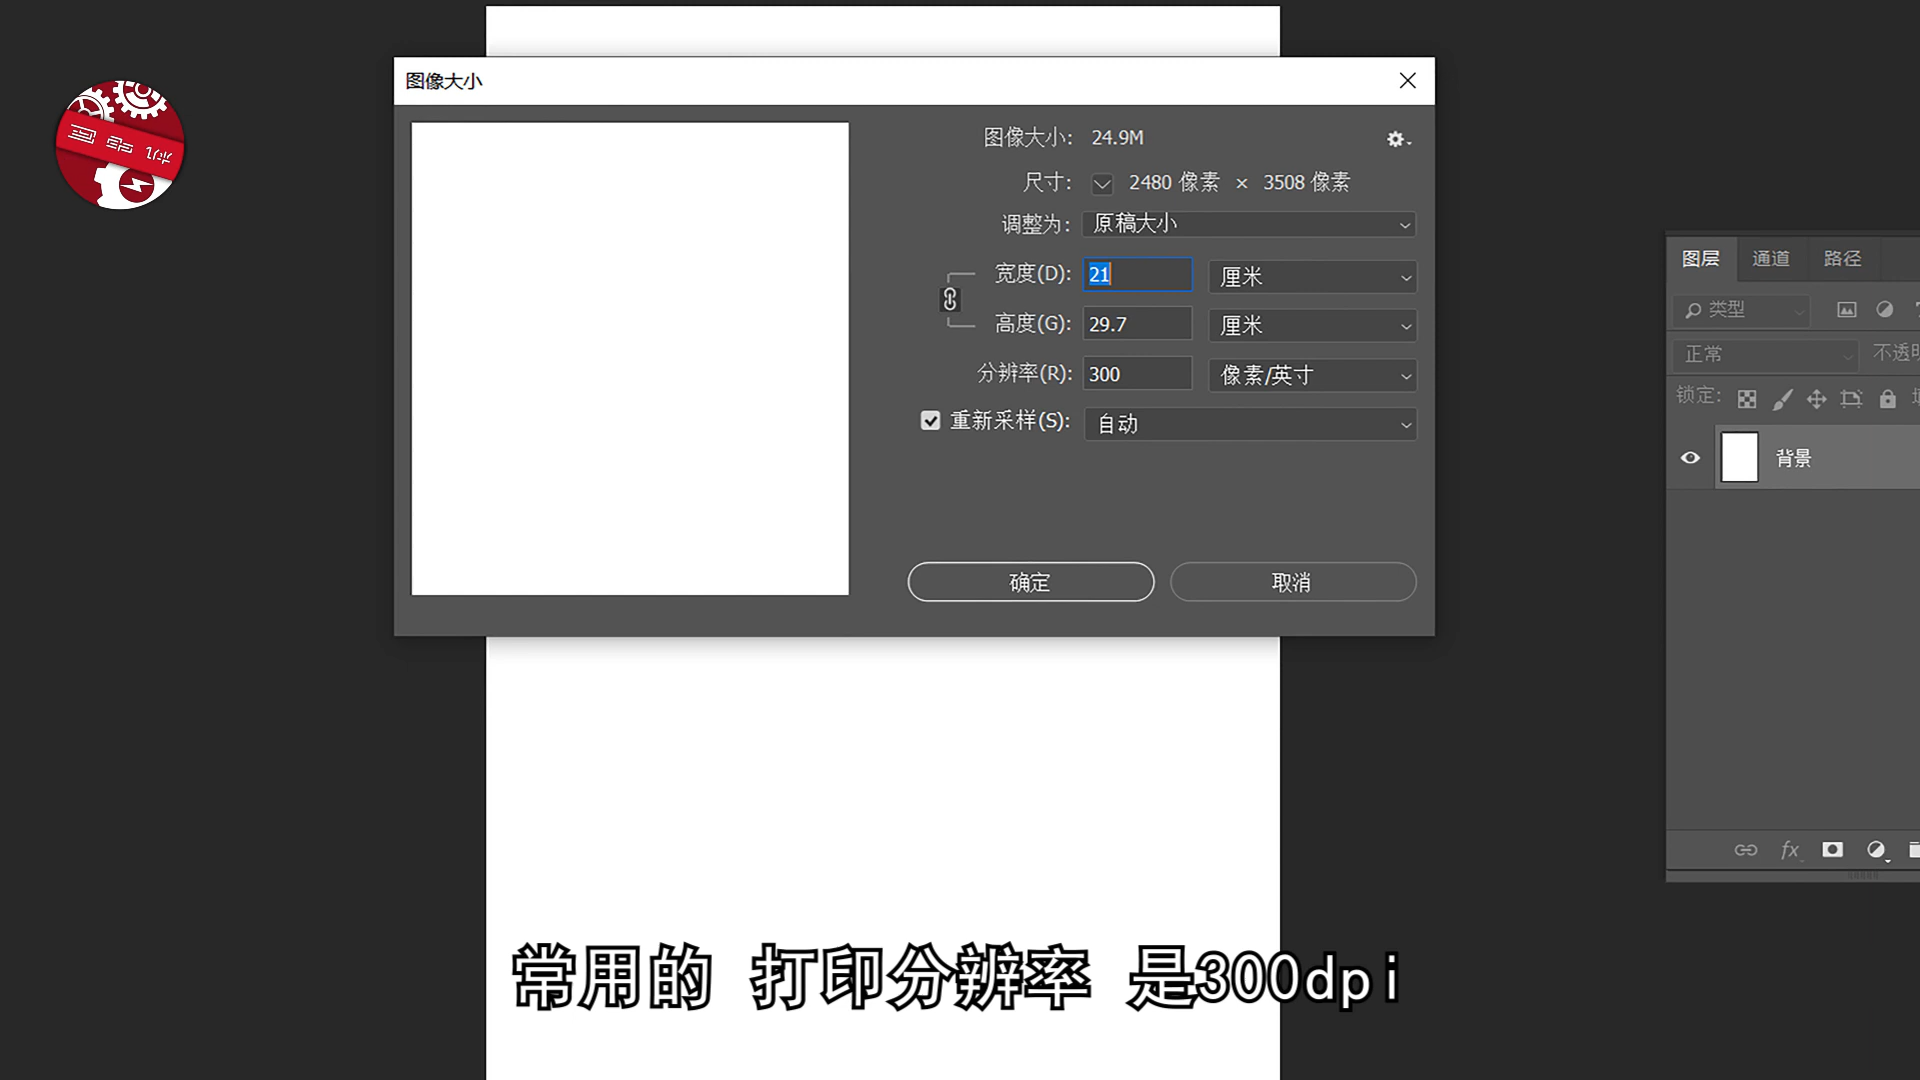 图像大小
图像大小: 24.9M
尺寸: 2480 像素 × 3508 像素
调整为: 原稿大小
宽度(D): 21 厘米
高度(G): 29.7 厘米
分辨率(R): 300 像素/英寸
重新采样(S): 自动
确定 取消
图层 通道 路径
类型
正常 不透明
锁定:
背景
fx
常用的 打印分辨率 是300dpi